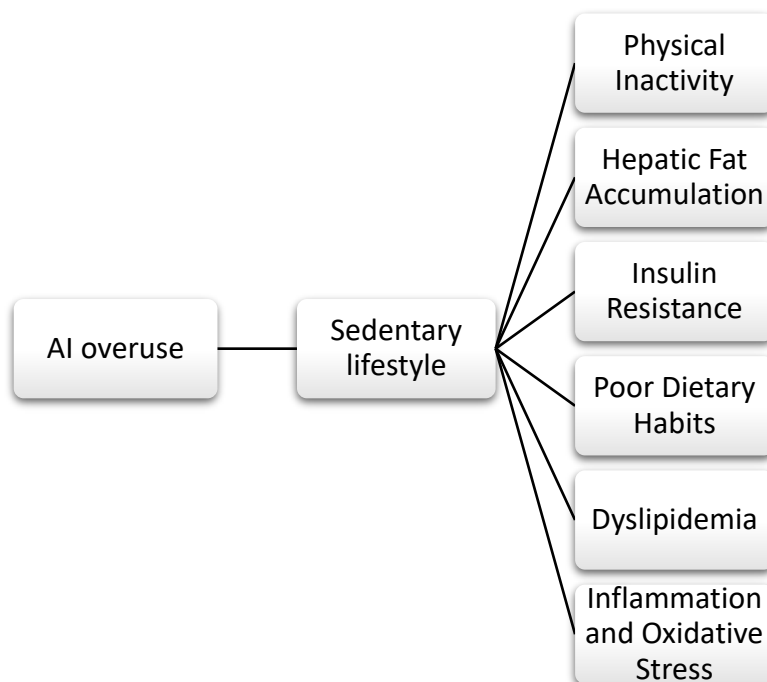 AI overuse
Sedentary
lifestyle
Physical
Inactivity
Hepatic Fat
Accumulation
Insulin
Resistance
Poor Dietary
Habits
Dyslipidemia
Inflammation
and Oxidative
Stress